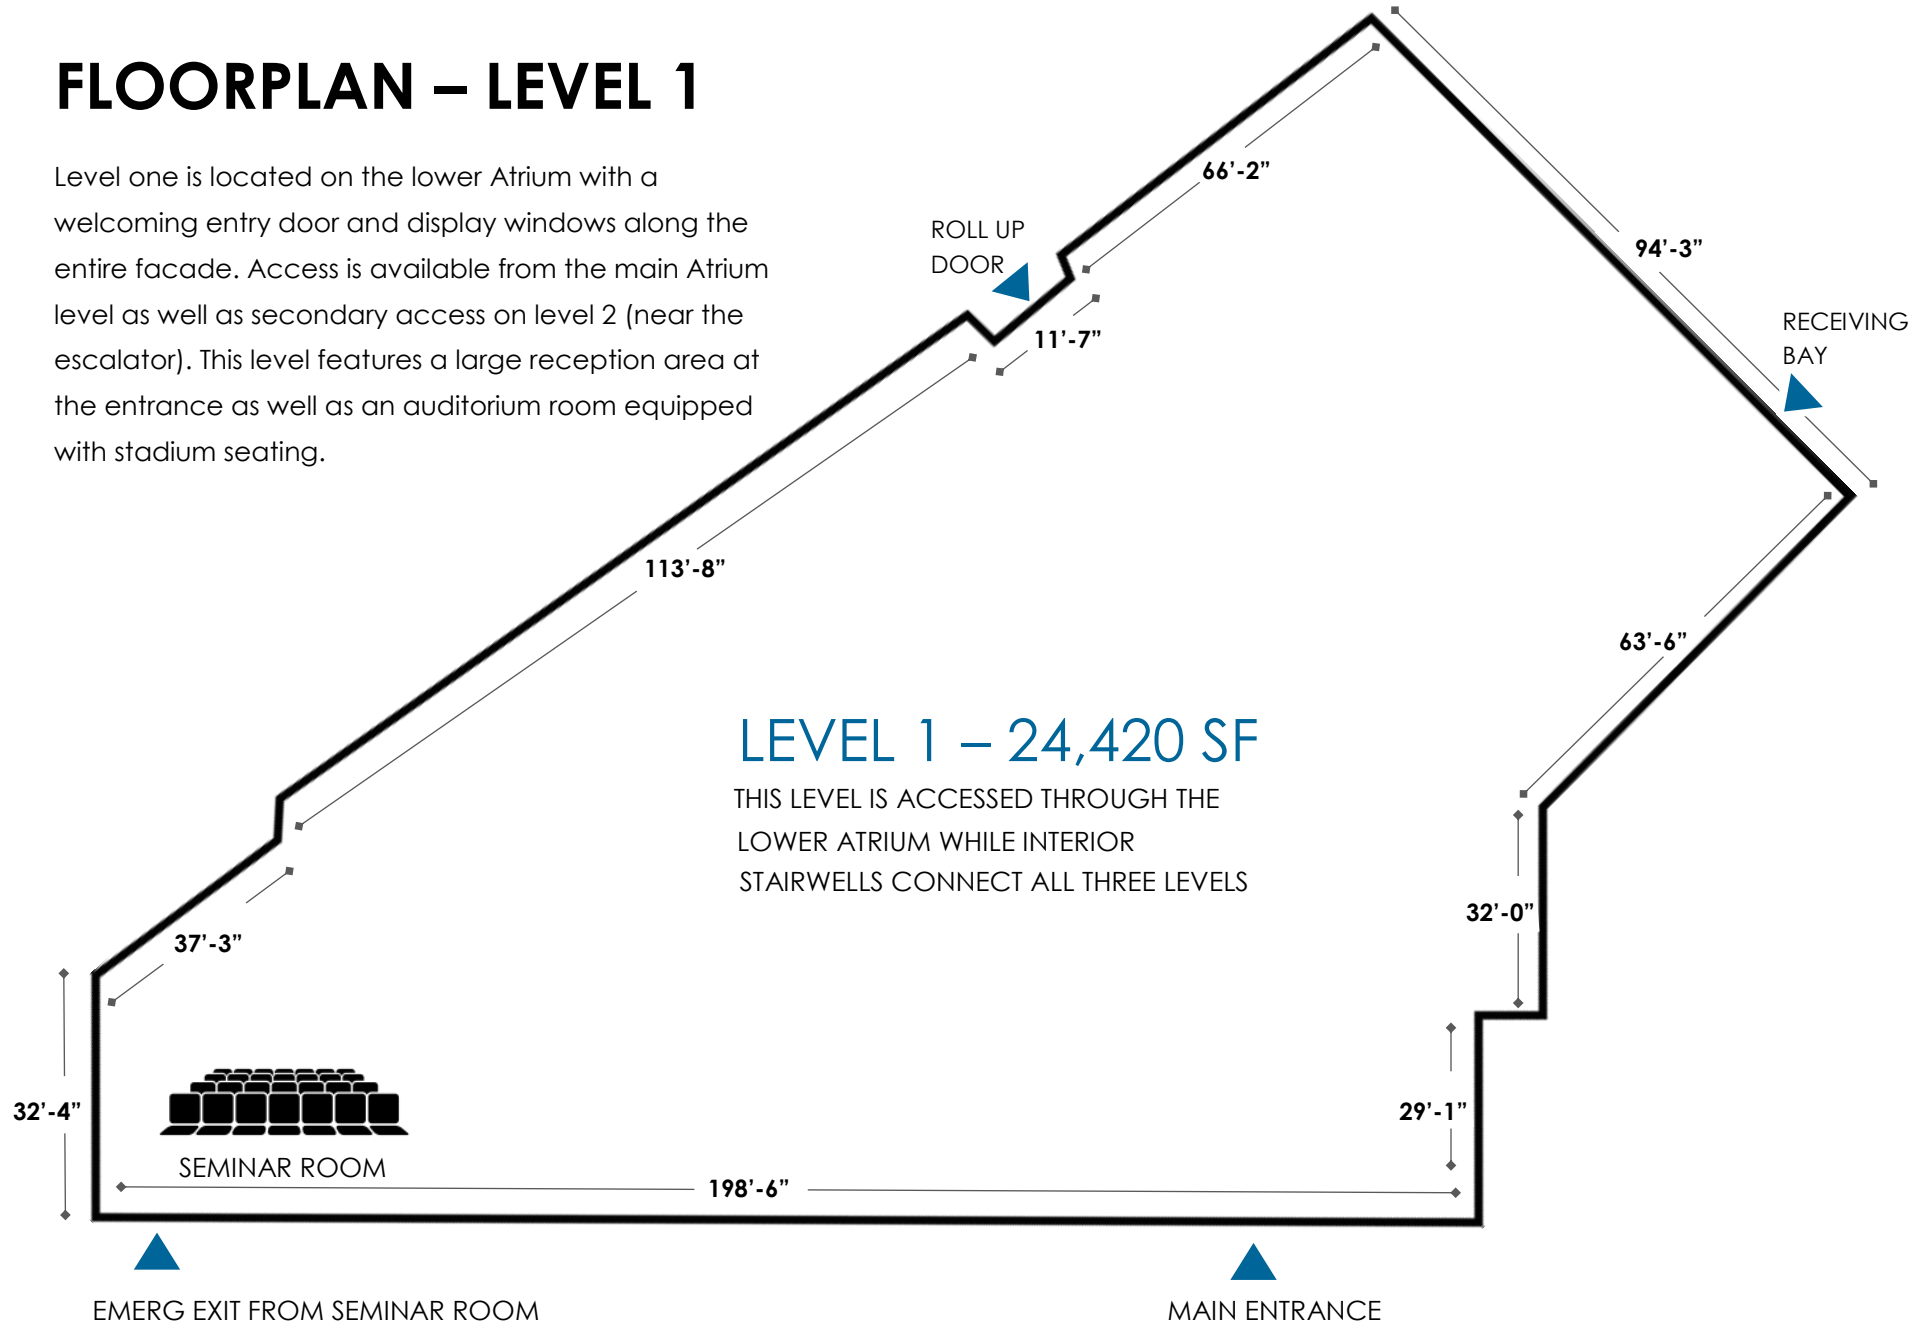 FLOORPLAN – LEVEL 1
Level one is located on the lower Atrium with a
welcoming entry door and display windows along the
entire facade. Access is available from the main Atrium
level as well as secondary access on level 2 (near the
escalator). This level features a large reception area at
the entrance as well as an auditorium room equipped
with stadium seating.
66’-2”
ROLL UP
DOOR
94’-3”
11’-7”
RECEIVING
BAY
113’-8”
63’-6”
LEVEL 1 – 24,420 SF
THIS LEVEL IS ACCESSED THROUGH THE
LOWER ATRIUM WHILE INTERIOR
STAIRWELLS CONNECT ALL THREE LEVELS
32’-0”
37’-3”
32’-4”
29’-1”
SEMINAR ROOM
198’-6”
EMERG EXIT FROM SEMINAR ROOM
MAIN ENTRANCE